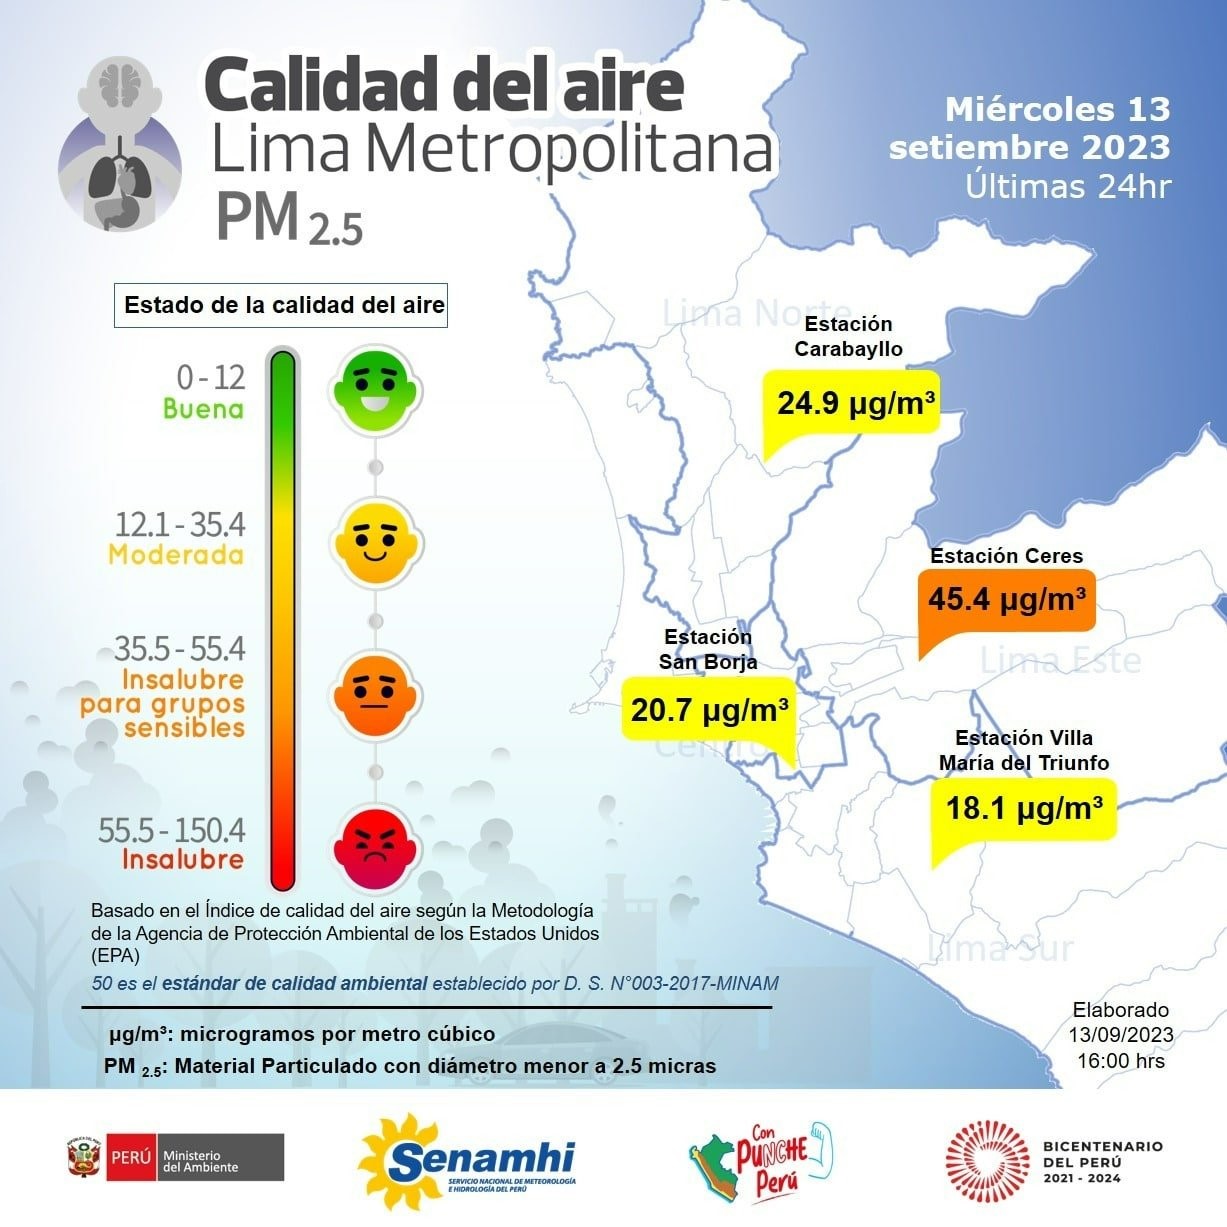 Calidad del aire
Lima Metropolitana
PM 2.5
Miércoles 13
setiembre 2023
Últimas 24hr
Estado de la calidad del aire
0 - 12
Buena
12.1 - 35.4
Moderada
35.5 - 55.4
Insalubre
para grupos
sensibles
55.5 - 150.4
Insalubre
Lima Norte
Estación
Carabayllo
24.9 µg/m³
Estación Ceres
45.4 µg/m³
Lima Este
Estación
San Borja
20.7 µg/m³
Centro
Estación Villa
María del Triunfo
18.1 µg/m³
Lima Sur
Basado en el Índice de calidad del aire según la Metodología
de la Agencia de Protección Ambiental de los Estados Unidos
(EPA)
50 es el estándar de calidad ambiental establecido por D. S. N°003-2017-MINAM
µg/m³: microgramos por metro cúbico
PM 2.5: Material Particulado con diámetro menor a 2.5 micras
Elaborado
13/09/2023
16:00 hrs
PERÚ
Ministerio
del Ambiente
Senamhi
SERVICIO NACIONAL DE METEOROLOGÍA
E HIDROLOGÍA DEL PERÚ
Con
PUNCHE
Perú
BICENTENARIO
DEL PERÚ
2021 - 2024